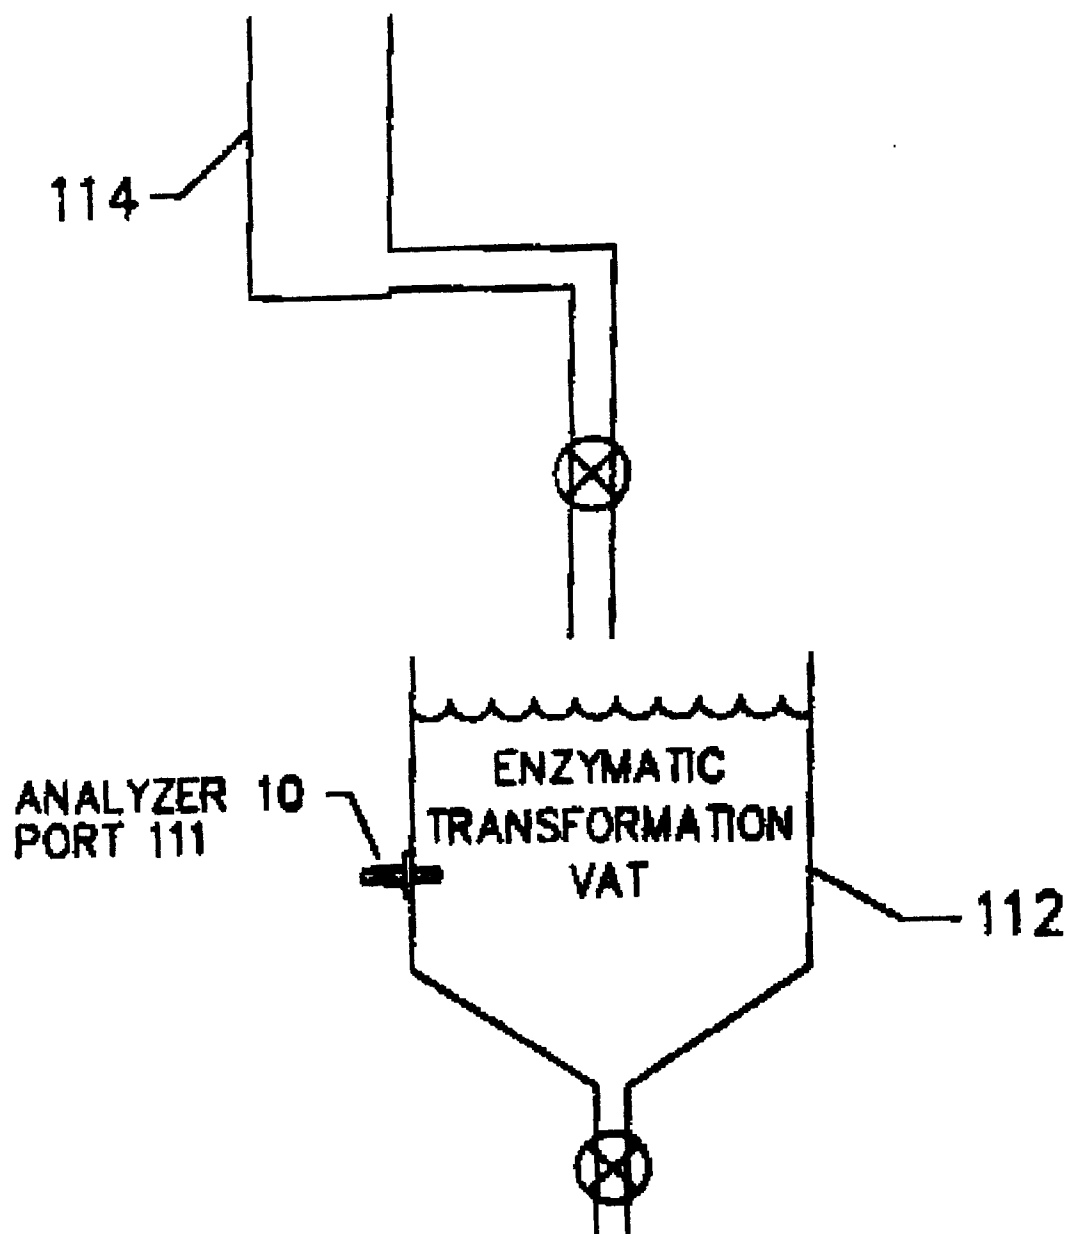 114
ENZYMATIC
TRANSFORMATION
VAT
ANALYZER 10
PORT 111
112